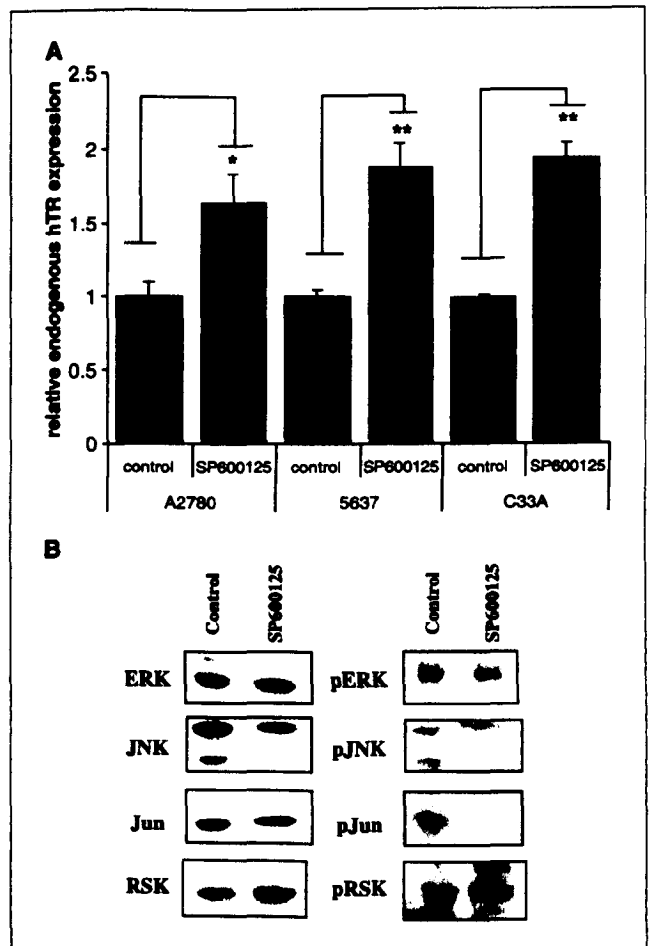 A
relative endogenous hTR expression
2.5
2
1.5
1
0.5
0
* ** **
control SP600125 control SP600125 control SP600125
A2780 5637 C33A
B
Control SP600125 Control SP600125
ERK pERK
JNK pJNK
Jun pJun
RSK pRSK